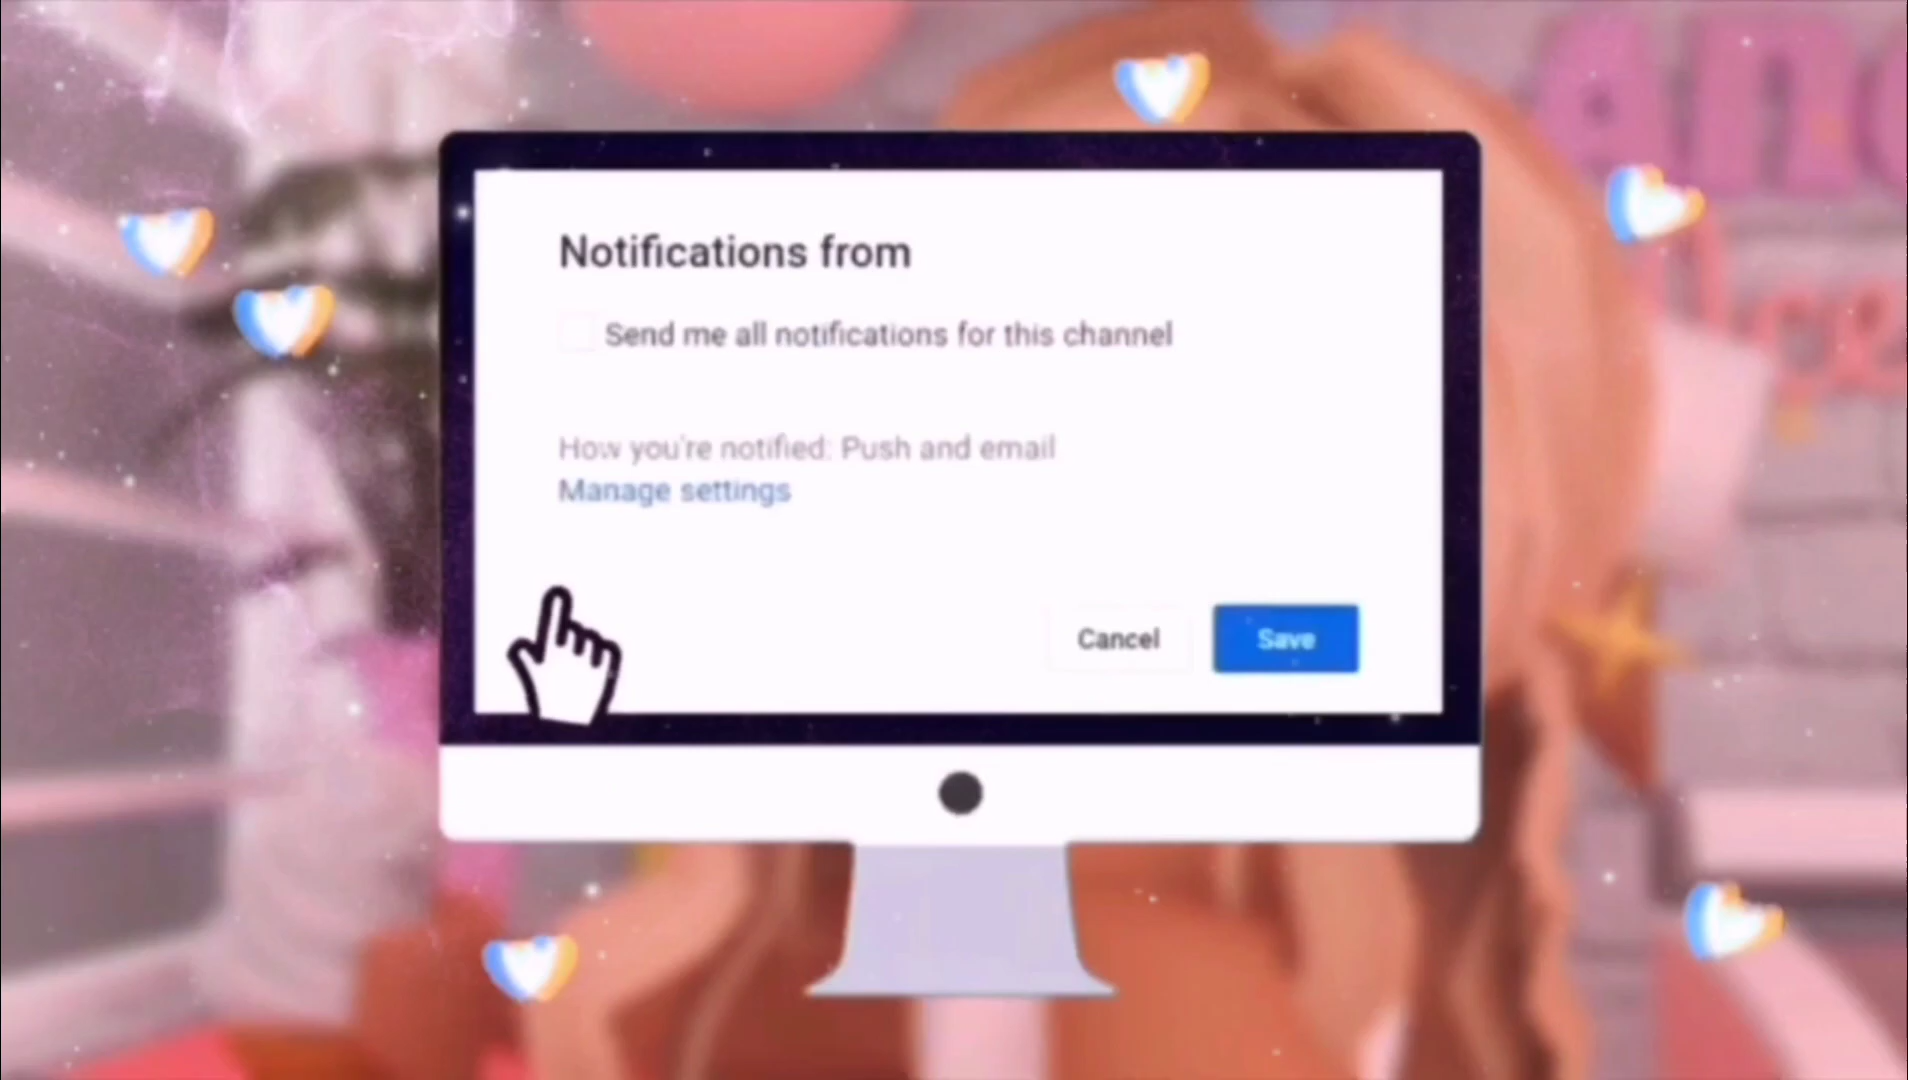 Notifications from
Send me all notifications for this channel
How you're notified: Push and email
Manage settings
Cancel
Save